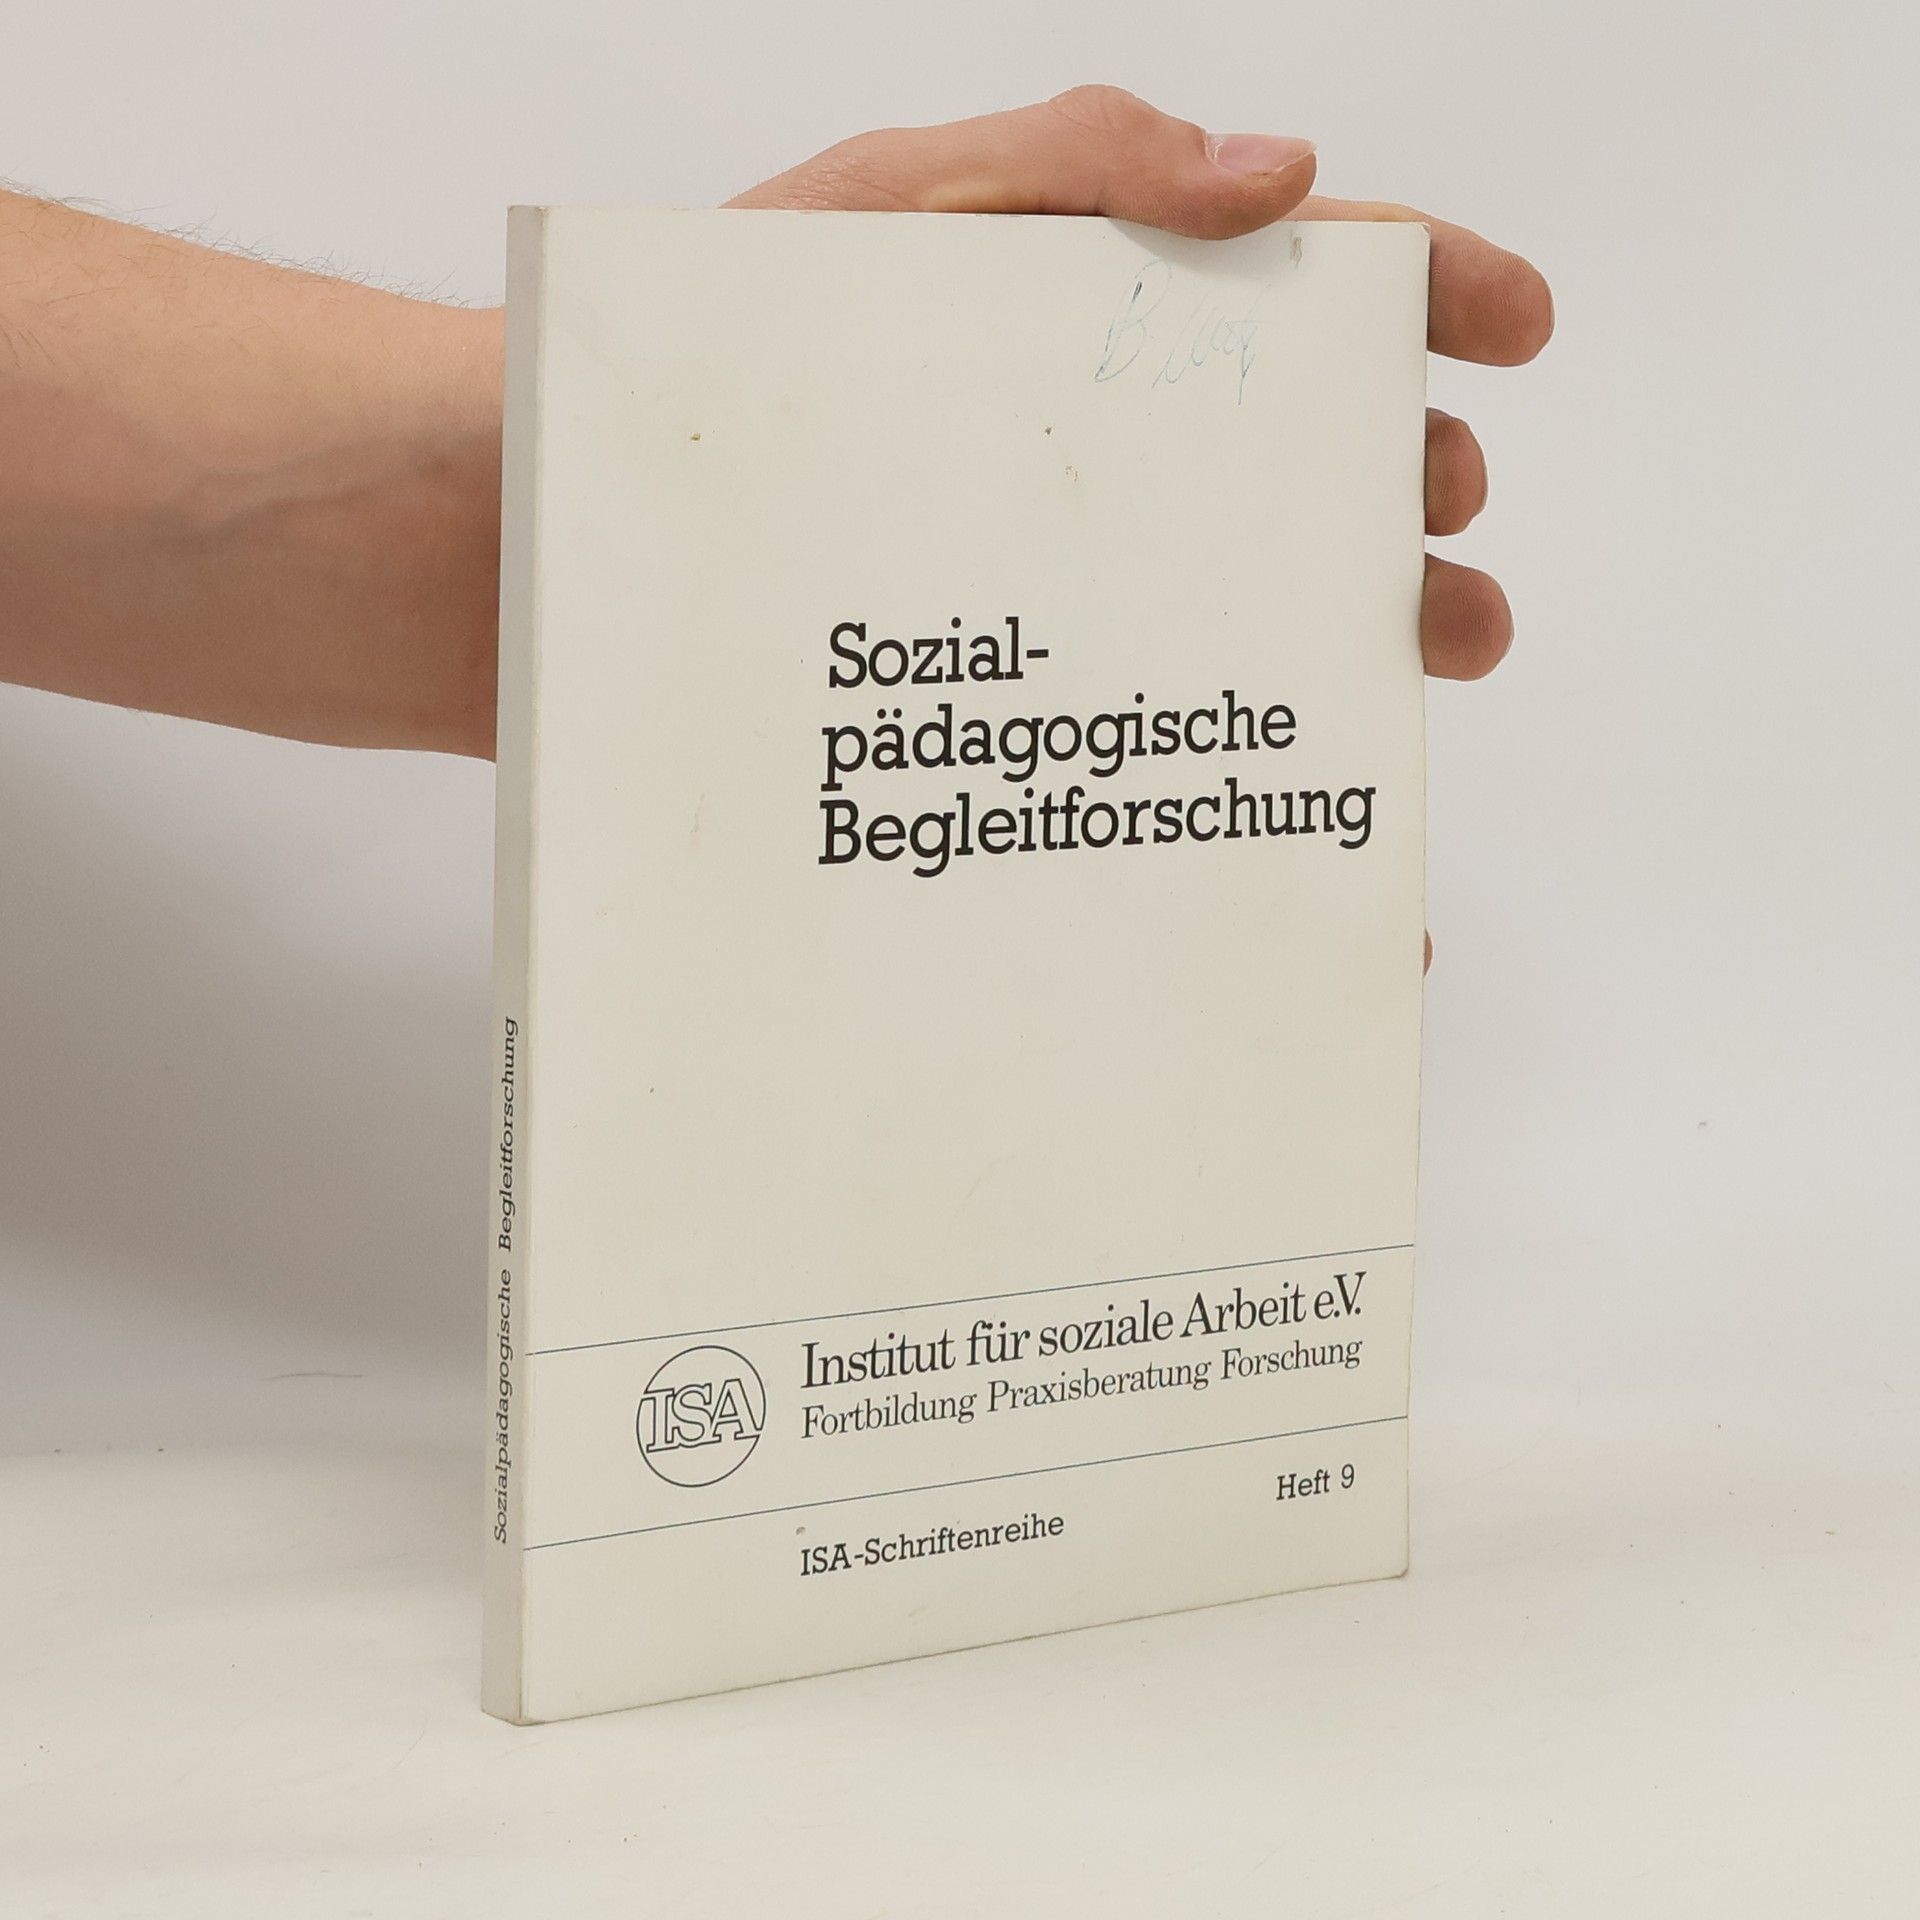 Sozial-
pädagogische
Begleitforschung
Institut für soziale Arbeit e.V.
Fortbildung Praxisberatung Forschung
ISA
Heft 9
ISA-Schriftenreihe
Sozialpädagogische Begleitforschung